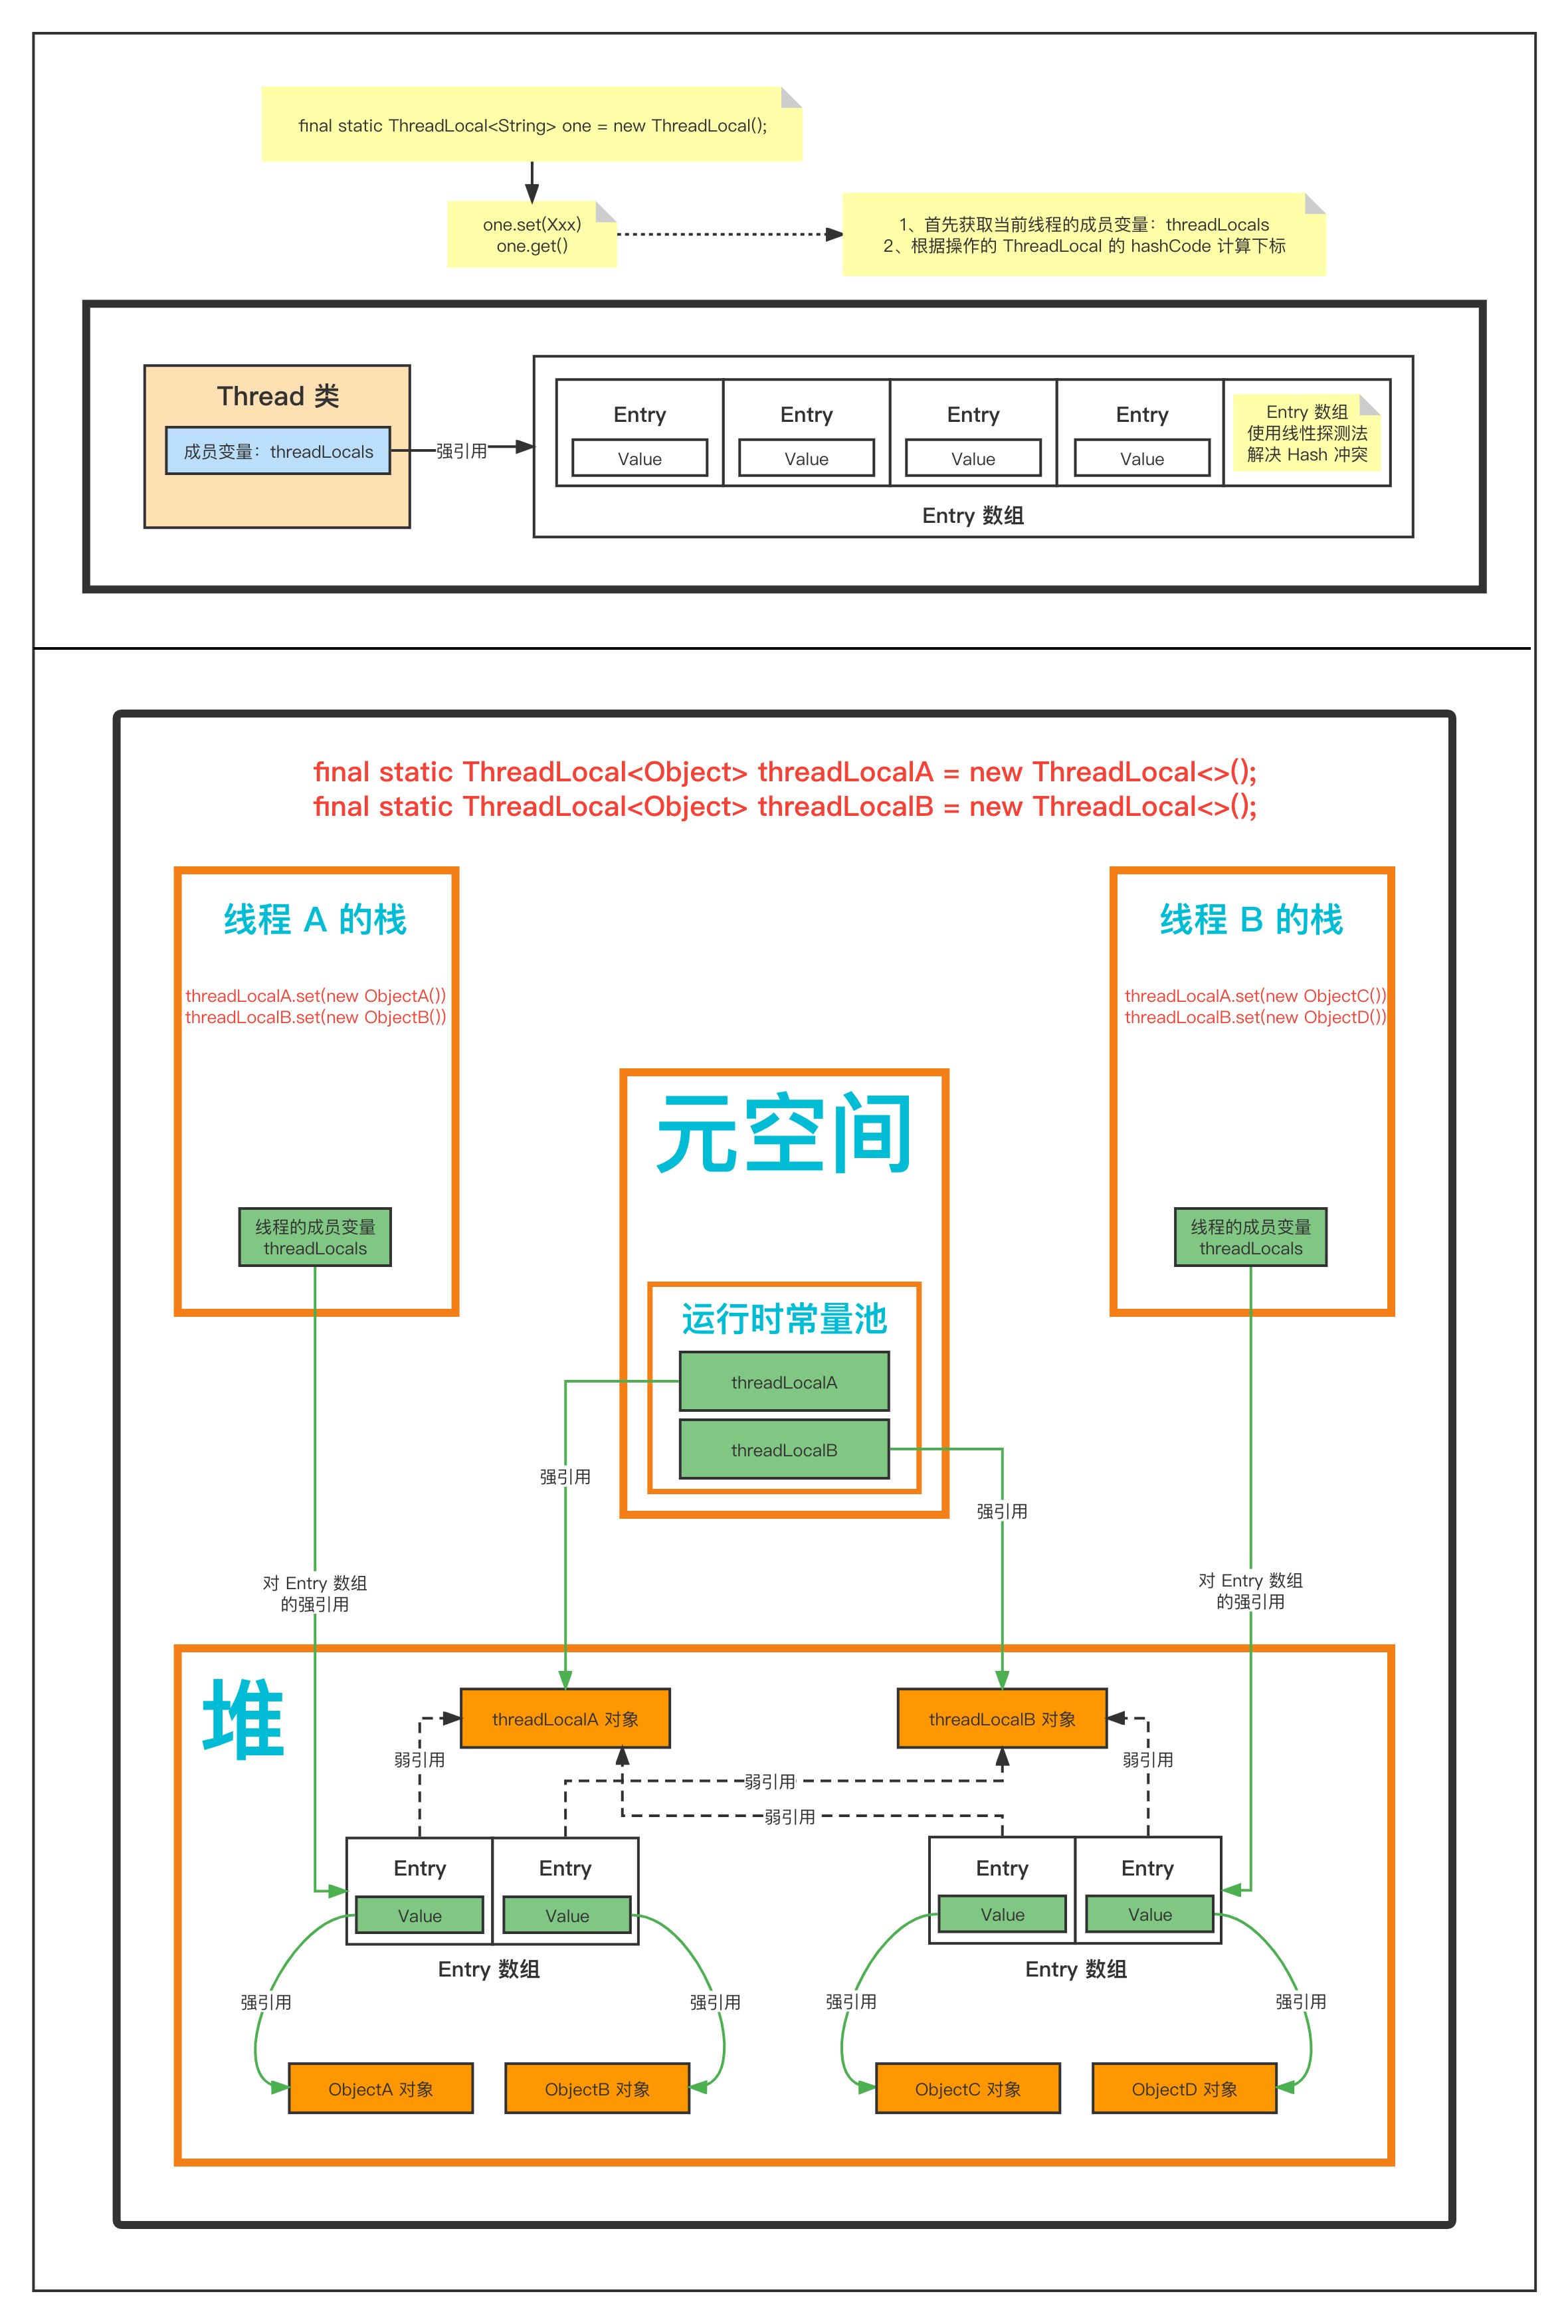 final static ThreadLocal<String> one = new ThreadLocal();
one.set(Xxx)
one.get()
1、首先获取当前线程的成员变量：threadLocals
2、根据操作的 ThreadLocal 的 hashCode 计算下标
Thread 类
成员变量：threadLocals
强引用
Entry
Value
Entry
Value
Entry
Value
Entry
Value
Entry 数组
使用线性探测法
解决 Hash 冲突
Entry 数组
final static ThreadLocal<Object> threadLocalA = new ThreadLocal<>();
final static ThreadLocal<Object> threadLocalB = new ThreadLocal<>();
线程 A 的栈
threadLocalA.set(new ObjectA())
threadLocalB.set(new ObjectB())
线程的成员变量
threadLocals
线程 B 的栈
threadLocalA.set(new ObjectC())
threadLocalB.set(new ObjectD())
线程的成员变量
threadLocals
元空间
运行时常量池
threadLocalA
threadLocalB
强引用
强引用
对 Entry 数组
的强引用
对 Entry 数组
的强引用
堆
threadLocalA 对象
threadLocalB 对象
弱引用
弱引用
弱引用
弱引用
Entry
Value
Entry
Value
Entry 数组
Entry
Value
Entry
Value
Entry 数组
强引用
强引用
强引用
强引用
ObjectA 对象
ObjectB 对象
ObjectC 对象
ObjectD 对象